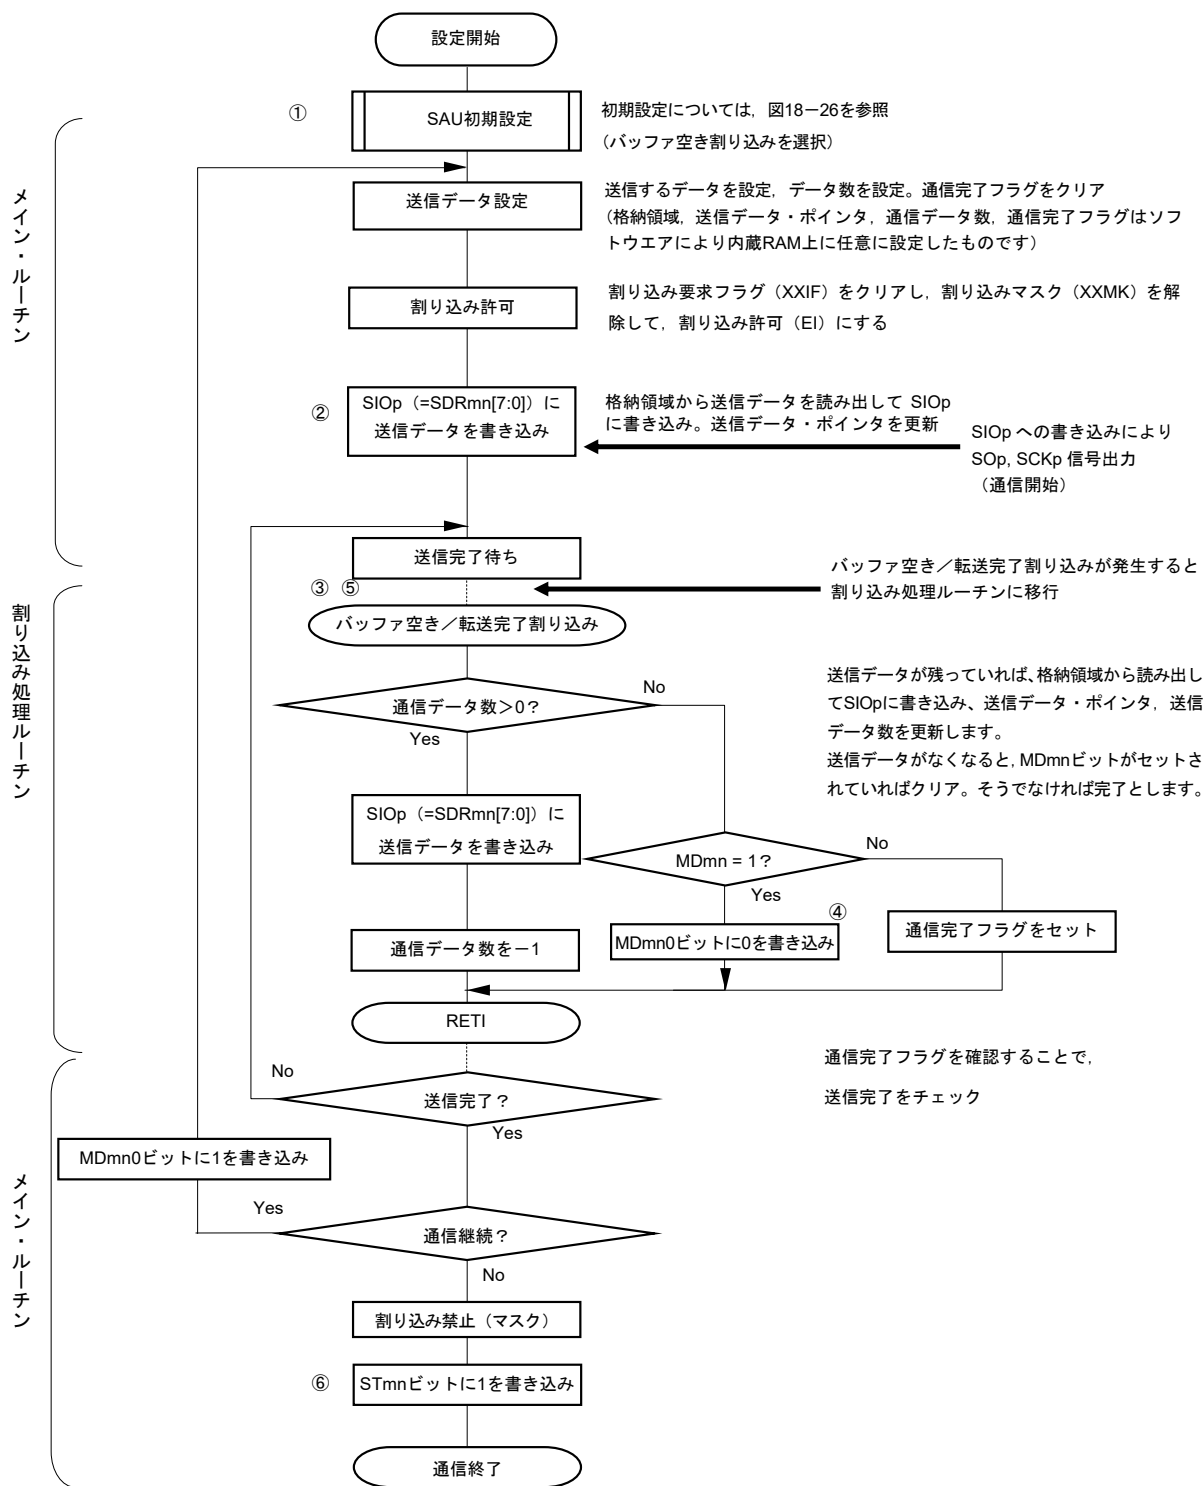 設定開始
①
SAU初期設定
初期設定については，図18－26を参照
（バッファ空き割り込みを選択）
メイン・ルーチン
送信データ設定
送信するデータを設定，データ数を設定。通信完了フラグをクリア
（格納領域，送信データ・ポインタ，通信データ数，通信完了フラグはソフ
トウエアにより内蔵RAM上に任意に設定したものです）
割り込み許可
割り込み要求フラグ（XXIF）をクリアし，割り込みマスク（XXMK）を解
除して，割り込み許可（EI）にする
②
SIOp（=SDRmn[7:0]）に
送信データを書き込み
格納領域から送信データを読み出して SIOp
に書き込み。送信データ・ポインタを更新
SIOp への書き込みにより
SOp, SCKp 信号出力
（通信開始）
送信完了待ち
③ ⑤
バッファ空き／転送完了割り込みが発生すると
割り込み処理ルーチンに移行
割り込み処理ルーチン
バッファ空き／転送完了割り込み
通信データ数＞0？
No
Yes
送信データが残っていれば、格納領域から読み出し
てSIOpに書き込み、送信データ・ポインタ，送信
データ数を更新します。
送信データがなくなると，MDmnビットがセットさ
れていればクリア。そうでなければ完了とします。
SIOp（=SDRmn[7:0]）に
送信データを書き込み
MDmn = 1？
No
Yes
④
通信データ数を－1
MDmn0ビットに0を書き込み
通信完了フラグをセット
RETI
通信完了フラグを確認することで，
送信完了をチェック
No
送信完了？
Yes
メイン・ルーチン
MDmn0ビットに1を書き込み
Yes
通信継続？
No
割り込み禁止（マスク）
⑥
STmnビットに1を書き込み
通信終了